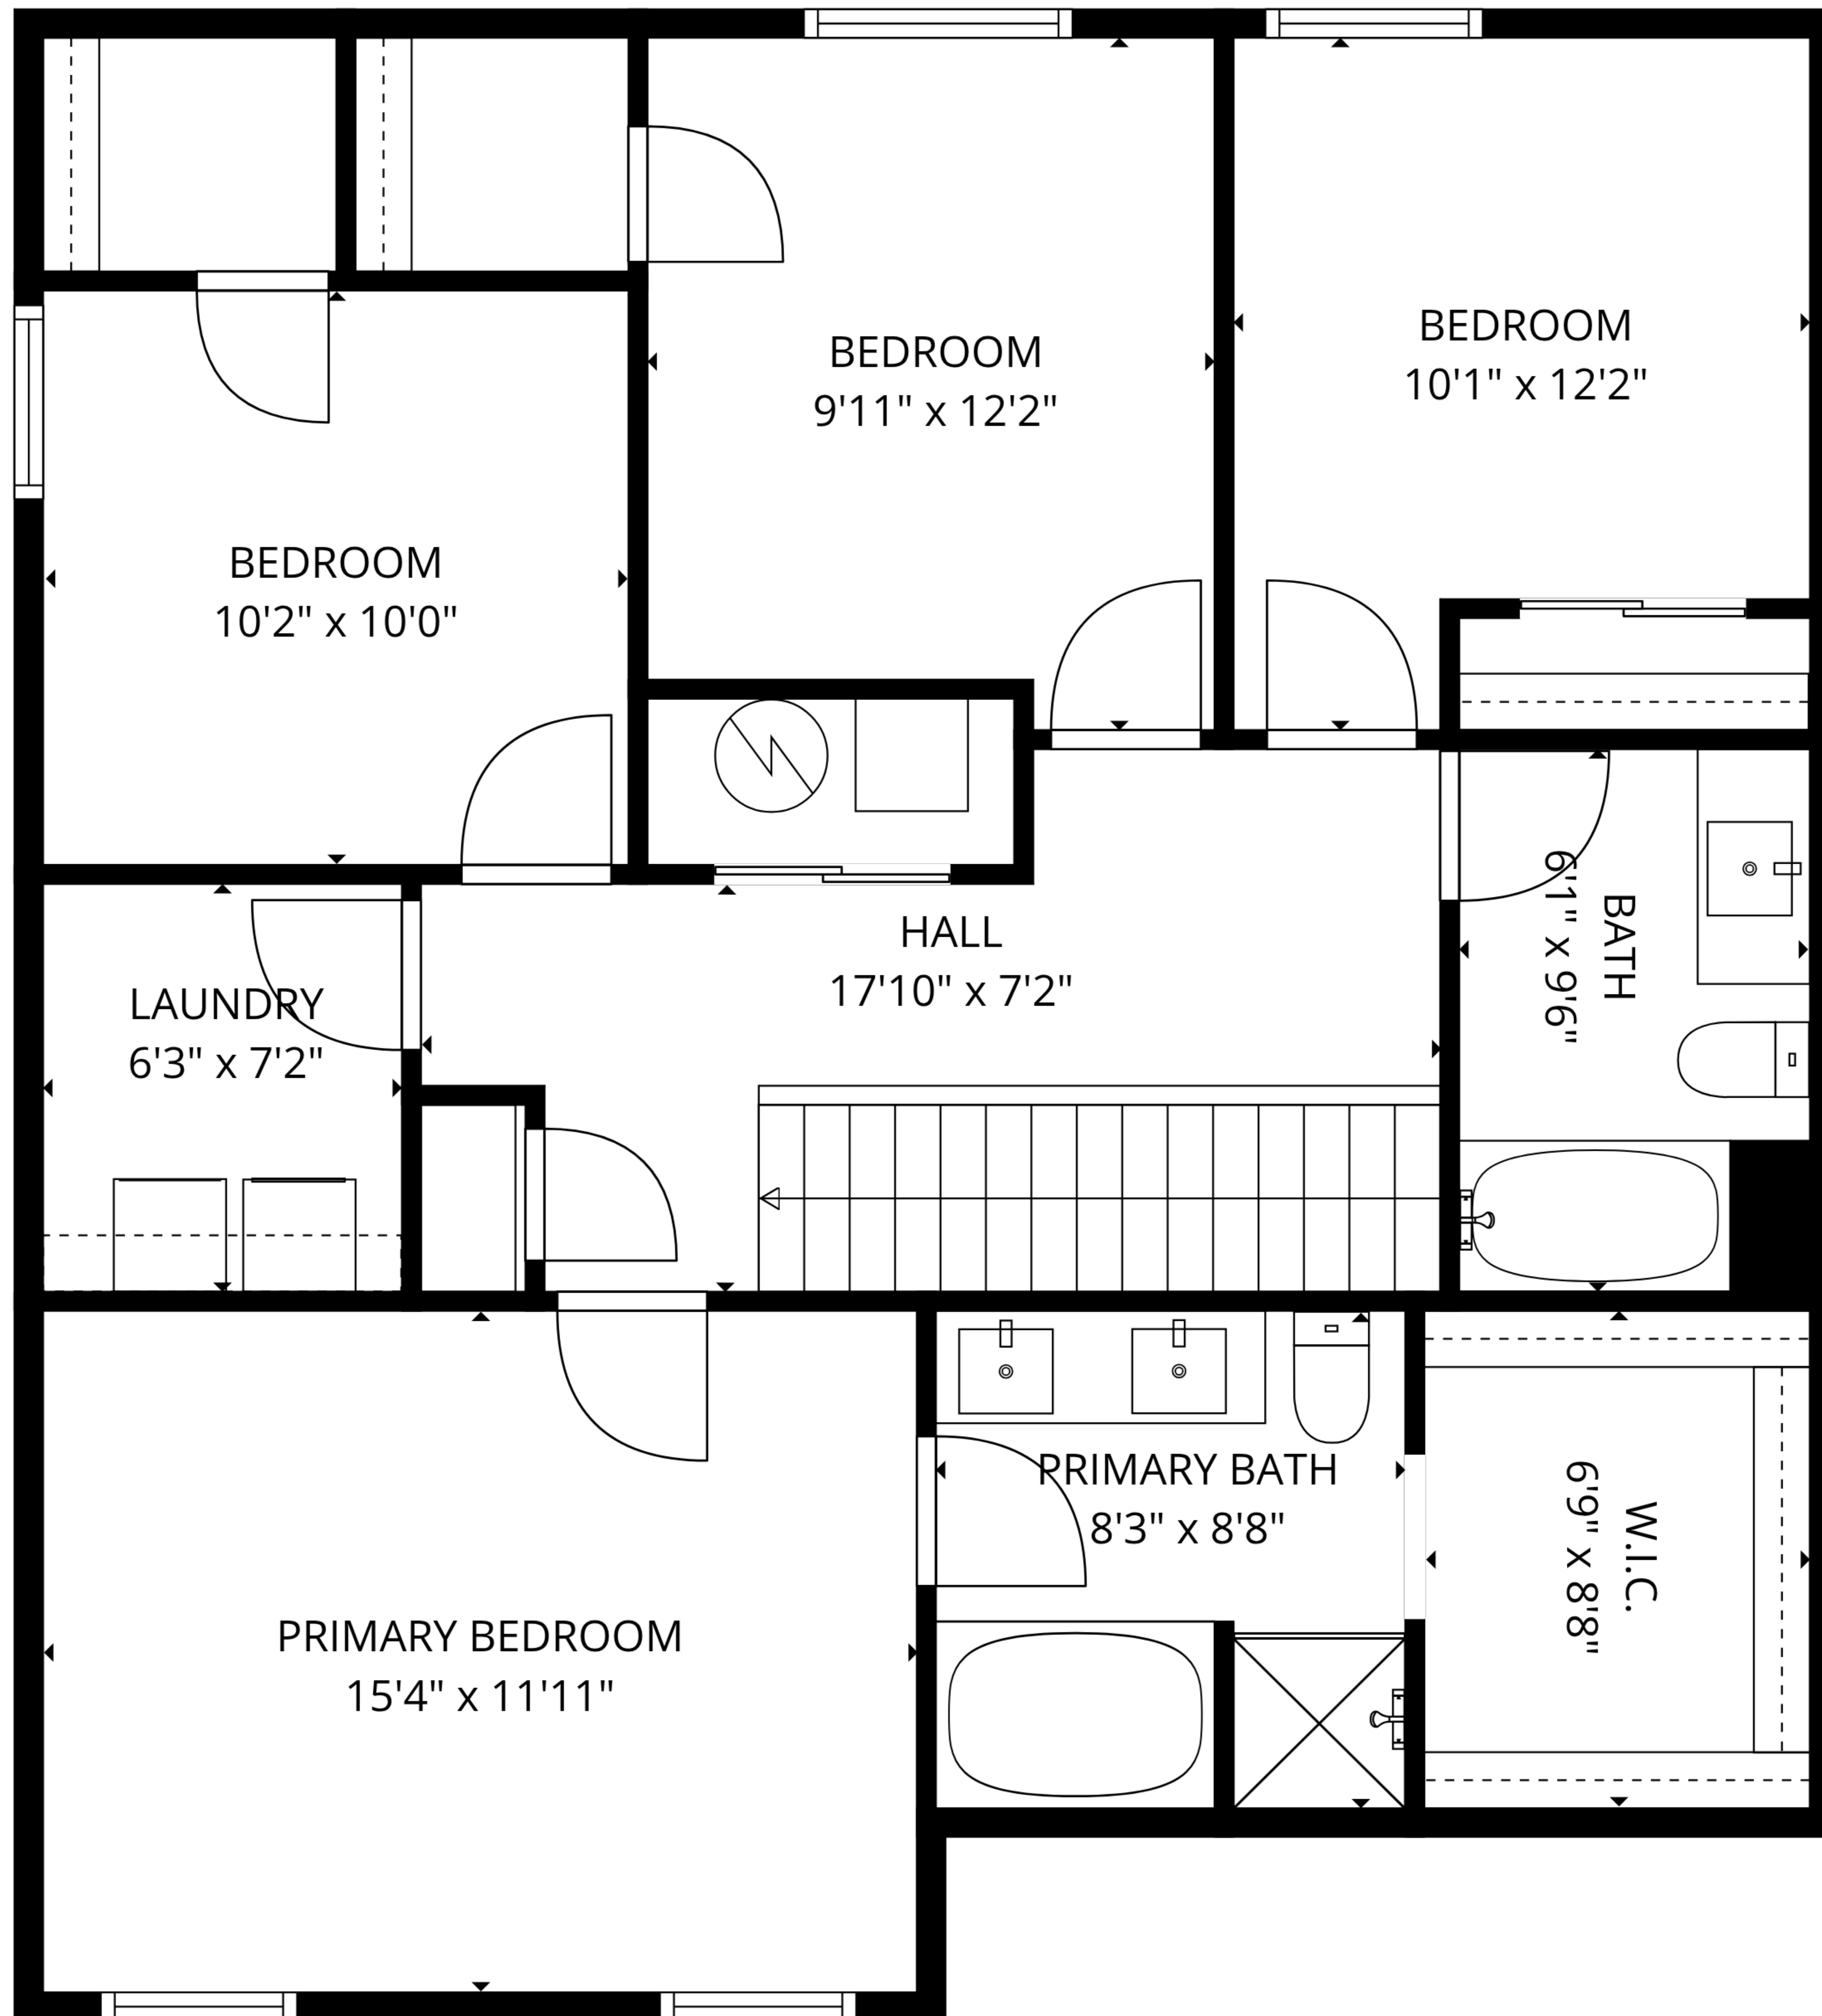 BEDROOM
10'1" x 12'2"
BEDROOM
9'11" x 12'2"
BEDROOM
10'2" x 10'0"
HALL
17'10" x 7'2"
BATH
6'1" x 9'6"
LAUNDRY
6'3" x 7'2"
PRIMARY BATH
8'3" x 8'8"
W.I.C.
6'9" x 8'8"
PRIMARY BEDROOM
15'4" x 11'11"